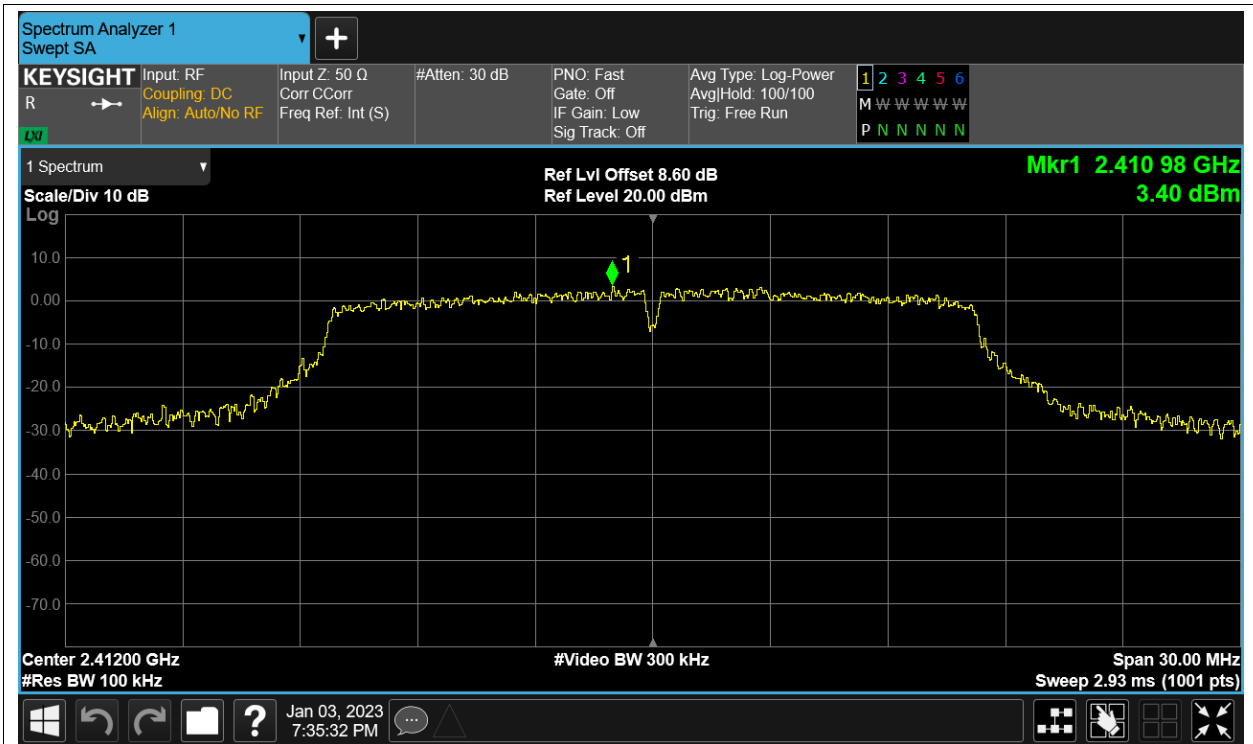 Spectrum Analyzer 1
Swept SA
+
KEYSIGHT
R
LXI
Input: RF
Coupling: DC
Align: Auto/No RF
Input Z: 50 Ω
Corr CCorr
Freq Ref: Int (S)
#Atten: 30 dB
PNO: Fast
Gate: Off
IF Gain: Low
Sig Track: Off
Avg Type: Log-Power
Avg|Hold: 100/100
Trig: Free Run
1 2 3 4 5 6
M W W W W W
P N N N N N
1 Spectrum
Scale/Div 10 dB
Log
Ref Lvl Offset 8.60 dB
Ref Level 20.00 dBm
Mkr1 2.410 98 GHz
3.40 dBm
1
10.0
0.00
-10.0
-20.0
-30.0
-40.0
-50.0
-60.0
-70.0
Center 2.41200 GHz
#Res BW 100 kHz
#Video BW 300 kHz
Span 30.00 MHz
Sweep 2.93 ms (1001 pts)
?
Jan 03, 2023
7:35:32 PM